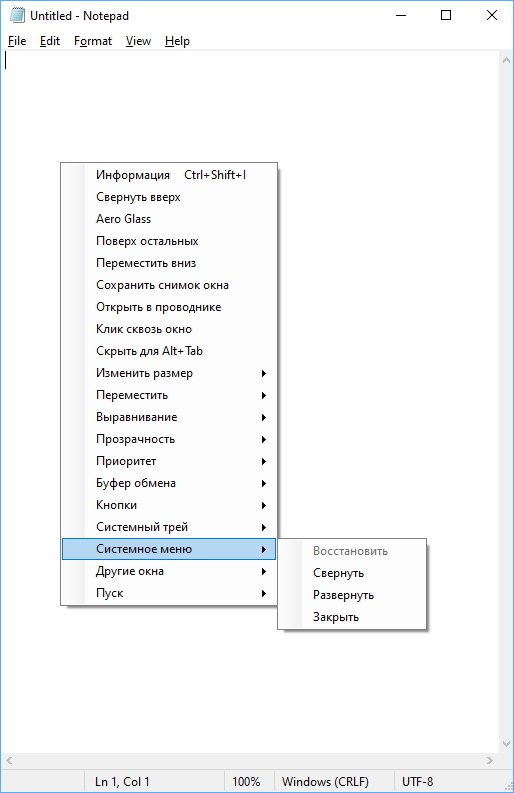 Untitled - Notepad
File Edit Format View Help
Информация Ctrl+Shift+I
Свернуть вверх
Aero Glass
Поверх остальных
Переместить вниз
Сохранить снимок окна
Открыть в проводнике
Клик сквозь окно
Скрыть для Alt+Tab
Изменить размер
Переместить
Выравнивание
Прозрачность
Приоритет
Буфер обмена
Кнопки
Системный трей
Системное меню
Другие окна
Пуск
Восстановить
Свернуть
Развернуть
Закрыть
Ln 1, Col 1 100% Windows (CRLF) UTF-8